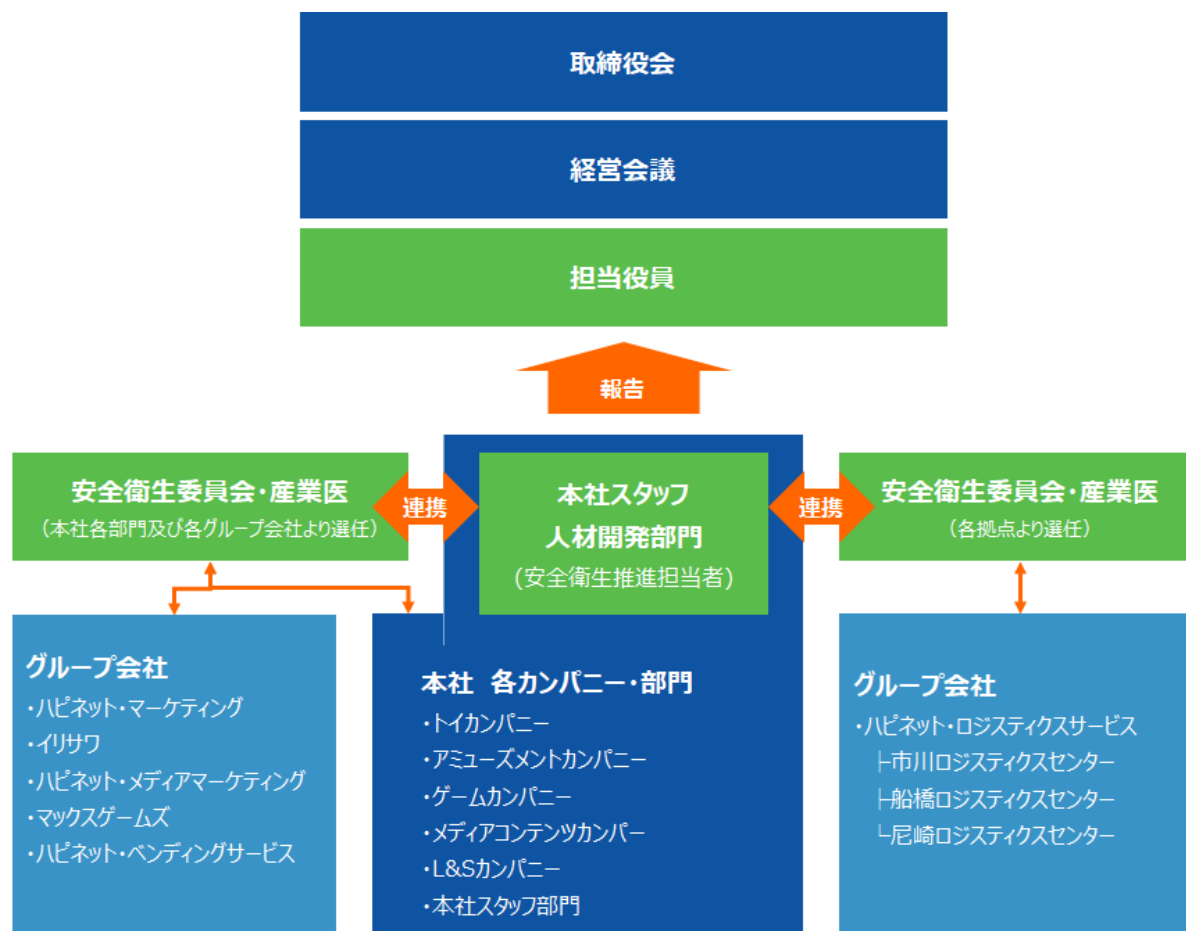 取締役会
経営会議
担当役員
報告
安全衛生委員会・産業医
（本社各部門及び各グループ会社より選任）
連携
本社スタッフ
人材開発部門
(安全衛生推進担当者)
連携
安全衛生委員会・産業医
（各拠点より選任）
グループ会社
・ハピネット・マーケティング
・イリサワ
・ハピネット・メディアマーケティング
・マックスゲームズ
・ハピネット・ベンディングサービス
本社 各カンパニー・部門
・トイカンパニー
・アミューズメントカンパニー
・ゲームカンパニー
・メディアコンテンツカンパー
・L&Sカンパニー
・本社スタッフ部門
グループ会社
・ハピネット・ロジスティクスサービス
├市川ロジスティクスセンター
├船橋ロジスティクスセンター
└尼崎ロジスティクスセンター